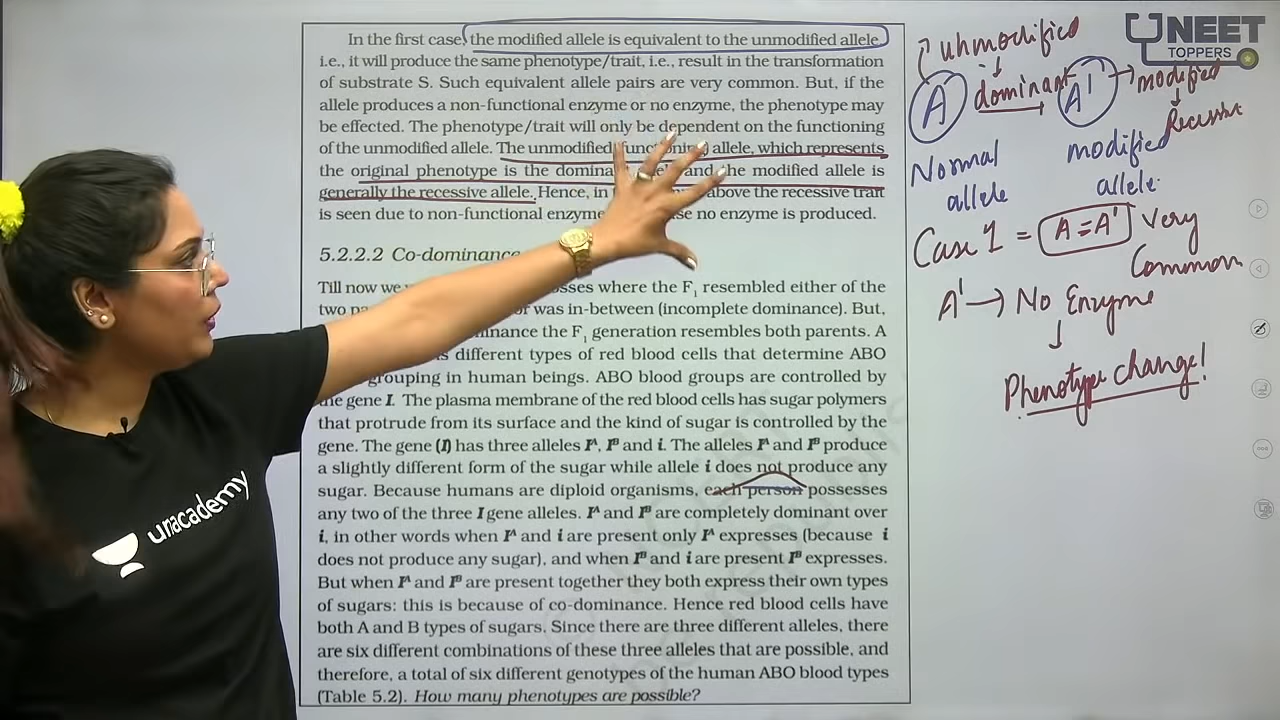 In the first case, the modified allele is equivalent to the unmodified allele,
i.e., it will produce the same phenotype/trait, i.e., result in the transformation
of substrate S. Such equivalent allele pairs are very common. But, if the
allele produces a non-functional enzyme or no enzyme, the phenotype may
be effected. The phenotype/trait will only be dependent on the functioning
of the unmodified allele. The unmodified functioning allele, which represents
the original phenotype is the and the modified allele is
generally the recessive allele. Hence, in above the recessive trait
is seen due to non-functional enzyme no enzyme is produced.
5.2.2.2 Co-dominance
Till now we where the F1 resembled either of the
two was in-between (incomplete dominance). But,
the F1 generation resembles both parents. A
different types of red blood cells that determine ABO
grouping in human beings. ABO blood groups are controlled by
the gene I. The plasma membrane of the red blood cells has sugar polymers
that protrude from its surface and the kind of sugar is controlled by the
gene. The gene (I) has three alleles IA, IB and i. The alleles IA and IB produce
a slightly different form of the sugar while allele i does not produce any
sugar. Because humans are diploid organisms, each person possesses
any two of the three I gene alleles. IA and IB are completely dominant over
i, in other words when IA and i are present only IA expresses (because i
does not produce any sugar), and when IB and i are present IB expresses.
But when IA and IB are present together they both express their own types
of sugars: this is because of co-dominance. Hence red blood cells have
both A and B types of sugars. Since there are three different alleles, there
are six different combinations of these three alleles that are possible, and
therefore, a total of six different genotypes of the human ABO blood types
(Table 5.2). How many phenotypes are possible?
unmodified
dominant
A A' → modified
Recessive
Normal
allele
modified
allele
Case 1 = A = A' Very
Common
A' → No Enzyme
↓
Phenotype change!
NEET
TOPPERS
unacademy